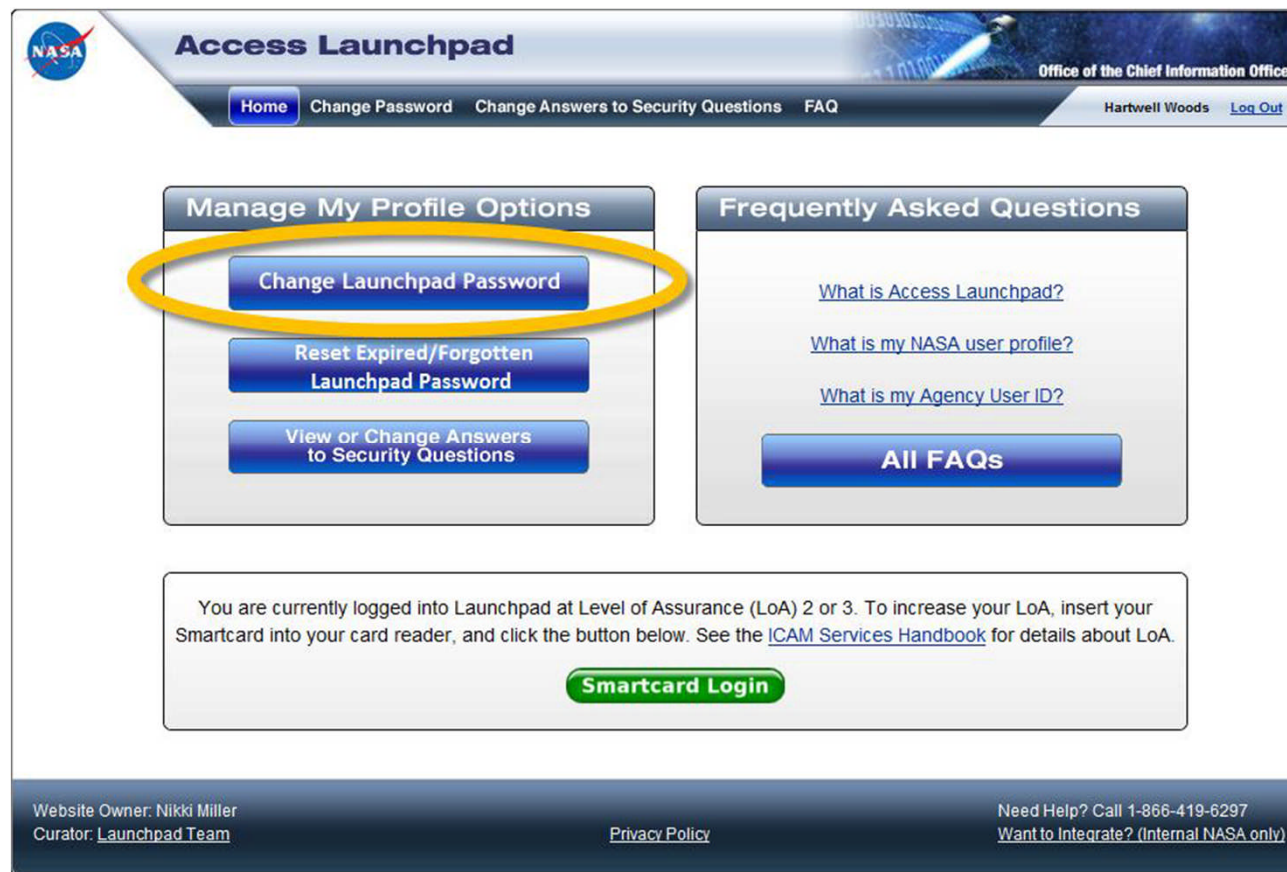 NASA
Access Launchpad
Office of the Chief Information Office
Home Change Password Change Answers to Security Questions FAQ
Hartwell Woods Log Out
Manage My Profile Options
Change Launchpad Password
Reset Expired/Forgotten
Launchpad Password
View or Change Answers
to Security Questions
Frequently Asked Questions
What is Access Launchpad?
What is my NASA user profile?
What is my Agency User ID?
All FAQs
You are currently logged into Launchpad at Level of Assurance (LoA) 2 or 3. To increase your LoA, insert your
Smartcard into your card reader, and click the button below. See the ICAM Services Handbook for details about LoA.
Smartcard Login
Website Owner: Nikki Miller
Curator: Launchpad Team
Privacy Policy
Need Help? Call 1-866-419-6297
Want to Integrate? (Internal NASA only)